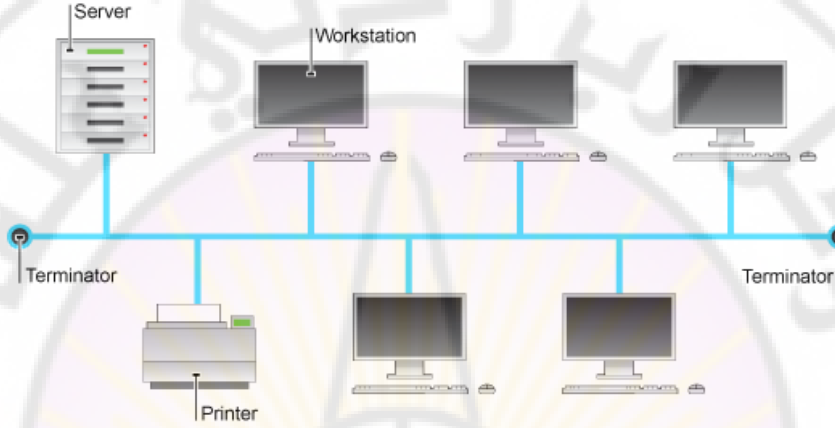 Server
Workstation
Terminator
Terminator
Printer